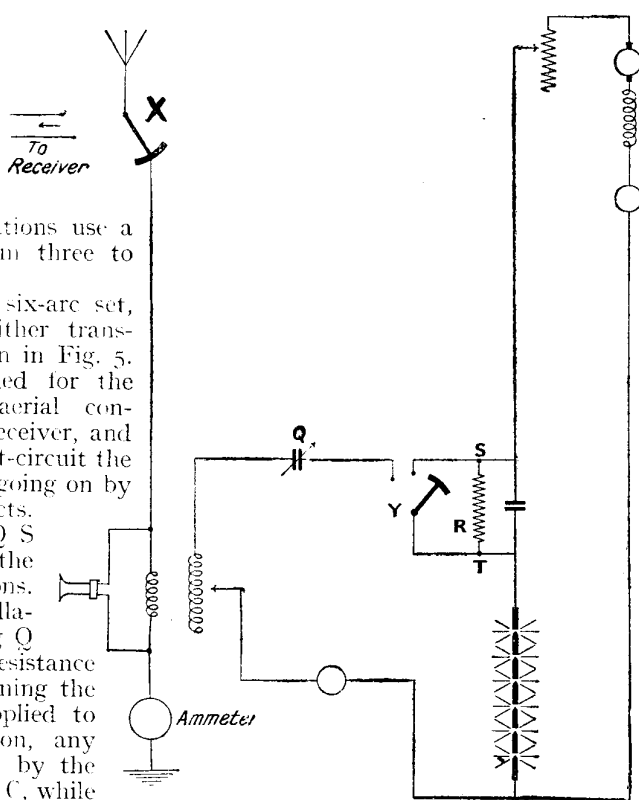 X
To
Receiver
tions use a
m three to
six-arc set,
ither trans-
n in Fig. 5.
ed for the
aerial con-
eceiver, and
t-circuit the
going on by
cts.
Q S
the
ons.
lla-
g Q
esistance
ning the
plied to
on, any
by the
C, while
Q
S
Y
R
T
Ammeter